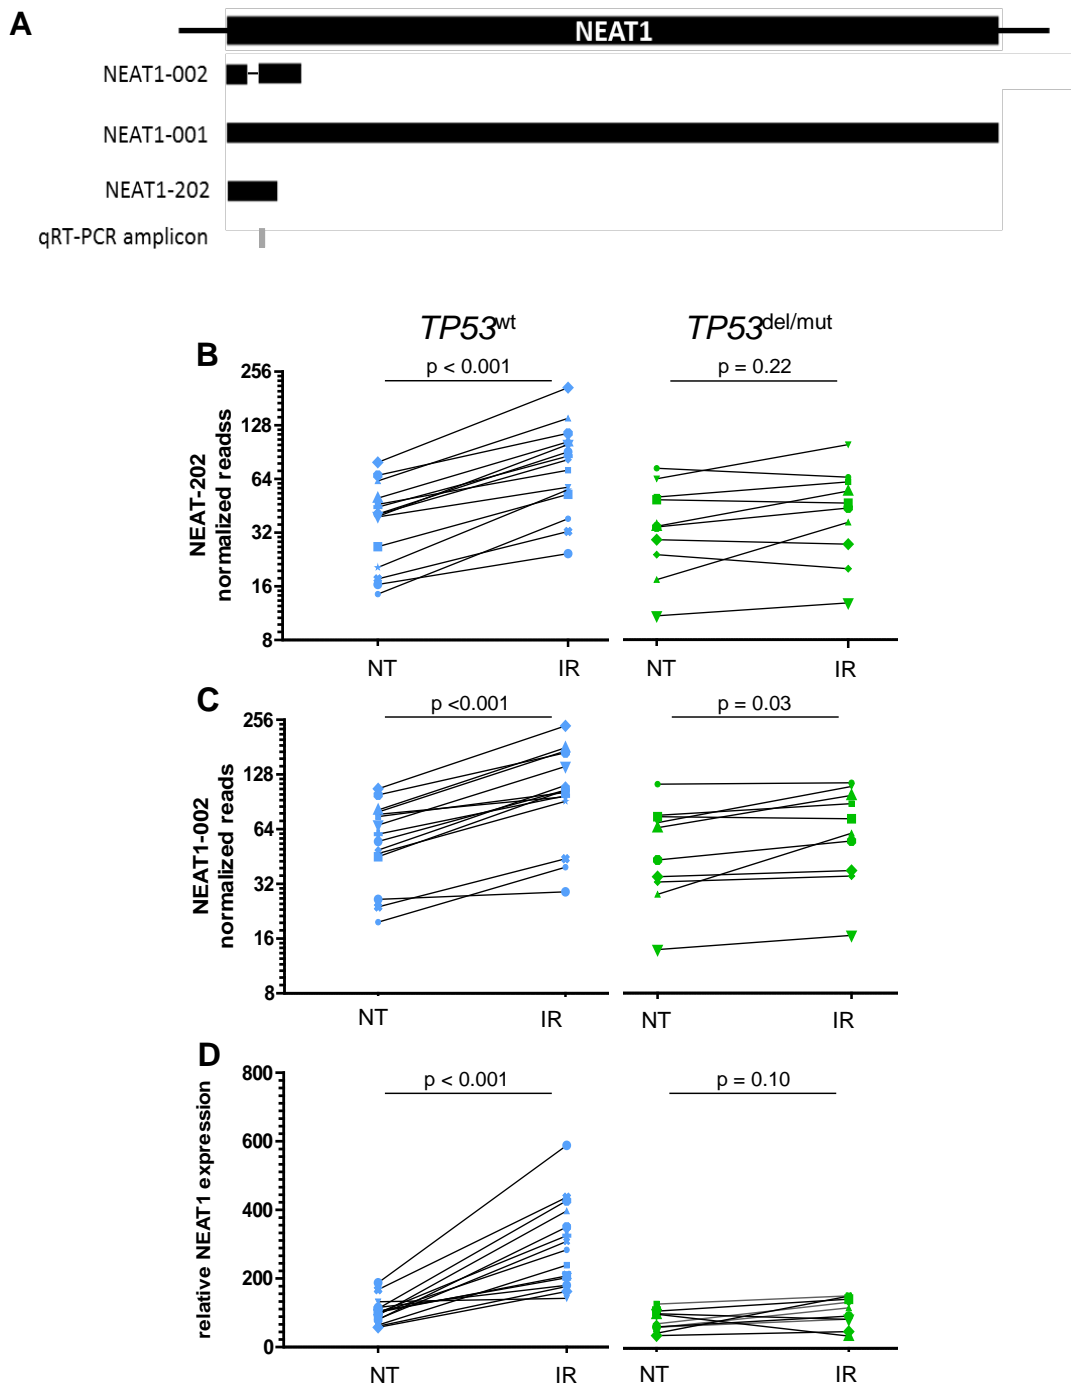 A
NEAT1
NEAT1-002
NEAT1-001
NEAT1-202
qRT-PCR amplicon
TP53wt
TP53del/mut
B
p < 0.001
p = 0.22
NEAT-202
normalized readss
256
128
64
32
16
8
NT
IR
NT
IR
C
p <0.001
p = 0.03
NEAT1-002
normalized reads
256
128
64
32
16
8
NT
IR
NT
IR
D
p < 0.001
p = 0.10
relative NEAT1 expression
800
600
400
200
0
NT
IR
NT
IR